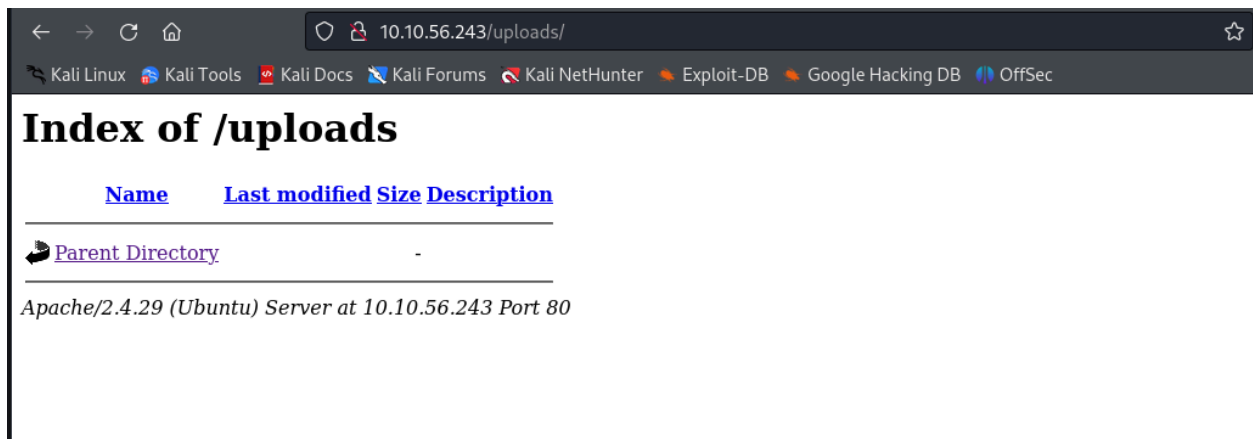 10.10.56.243/uploads/
Kali Linux Kali Tools Kali Docs Kali Forums Kali NetHunter Exploit-DB Google Hacking DB OffSec
Index of /uploads
Name Last modified Size Description
Parent Directory -
Apache/2.4.29 (Ubuntu) Server at 10.10.56.243 Port 80